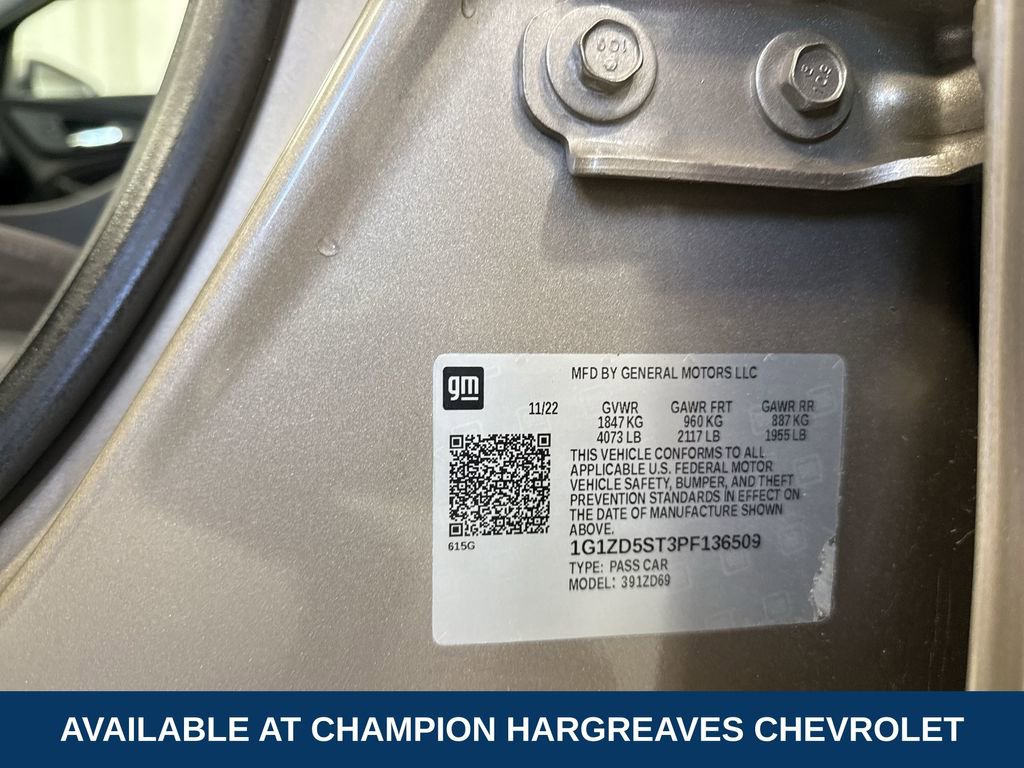 gm
MFD BY GENERAL MOTORS LLC
11/22 GVWR GAWR FRT GAWR RR
1847 KG 960 KG 887 KG
4073 LB 2117 LB 1955 LB
THIS VEHICLE CONFORMS TO ALL
APPLICABLE U.S. FEDERAL MOTOR
VEHICLE SAFETY, BUMPER, AND THEFT
PREVENTION STANDARDS IN EFFECT ON
THE DATE OF MANUFACTURE SHOWN
ABOVE.
615G
1G1ZD5ST3PF136509
TYPE: PASS CAR
MODEL: 391ZD69
AVAILABLE AT CHAMPION HARGREAVES CHEVROLET